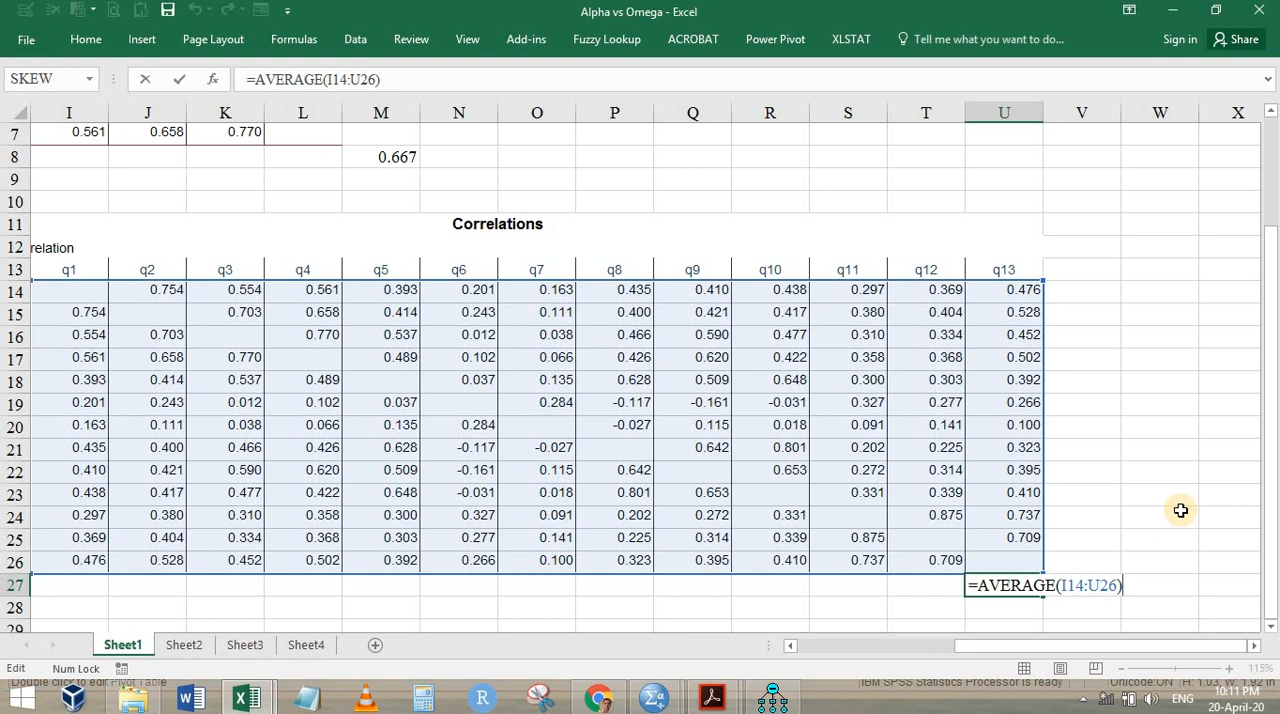 Alpha vs Omega - Excel
File Home Insert Page Layout Formulas Data Review View Add-ins Fuzzy Lookup ACROBAT Power Pivot XLSTAT Tell me what you want to do... Sign in Share
SKEW fx =AVERAGE(I14:U26)
I J K L M N O P Q R S T U V W X
7 0.561 0.658 0.770
8 0.667
9
10
11 Correlations
12 relation
13 q1 q2 q3 q4 q5 q6 q7 q8 q9 q10 q11 q12 q13
14 0.754 0.554 0.561 0.393 0.201 0.163 0.435 0.410 0.438 0.297 0.369 0.476
15 0.754 0.703 0.658 0.414 0.243 0.111 0.400 0.421 0.417 0.380 0.404 0.528
16 0.554 0.703 0.770 0.537 0.012 0.038 0.466 0.590 0.477 0.310 0.334 0.452
17 0.561 0.658 0.770 0.489 0.102 0.066 0.426 0.620 0.422 0.358 0.368 0.502
18 0.393 0.414 0.537 0.489 0.037 0.135 0.628 0.509 0.648 0.300 0.303 0.392
19 0.201 0.243 0.012 0.102 0.037 0.284 -0.117 -0.161 -0.031 0.327 0.277 0.266
20 0.163 0.111 0.038 0.066 0.135 0.284 -0.027 0.115 0.018 0.091 0.141 0.100
21 0.435 0.400 0.466 0.426 0.628 -0.117 -0.027 0.642 0.801 0.202 0.225 0.323
22 0.410 0.421 0.590 0.620 0.509 -0.161 0.115 0.642 0.653 0.272 0.314 0.395
23 0.438 0.417 0.477 0.422 0.648 -0.031 0.018 0.801 0.653 0.331 0.339 0.410
24 0.297 0.380 0.310 0.358 0.300 0.327 0.091 0.202 0.272 0.331 0.875 0.737
25 0.369 0.404 0.334 0.368 0.303 0.277 0.141 0.225 0.314 0.339 0.875 0.709
26 0.476 0.528 0.452 0.502 0.392 0.266 0.100 0.323 0.395 0.410 0.737 0.709
27 =AVERAGE(I14:U26)
28
29
Sheet1 Sheet2 Sheet3 Sheet4
Edit Num Lock 115%
Double click to edit Pivot Table IBM SPSS Statistics Processor is ready Unicode:ON H: 1.03, W: 1.92 in
ENG 10:11 PM
20-April-20